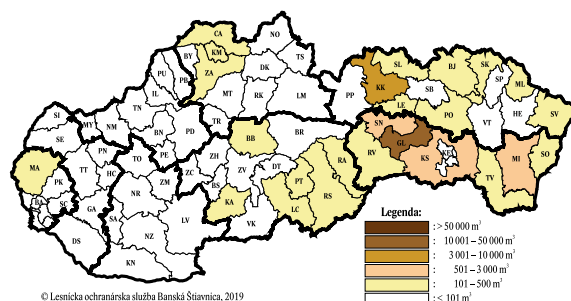 CA
NO
BY
KM
TS
PU
PB
ZA
DK
IL
MT
RK
LM
PP
KK
SL
BJ
SK
SP
ML
SB
LE
PO
VT
HE
SV
SN
GL
RV
KS
MI
SO
TV
SI
SE
MY
NM
TN
BN
PD
TR
PE
BB
BR
MA
PK
TT
PN
HC
TO
ZM
ZC
ZH
ZV
DT
BS
RA
PT
BA
SC
GA
SA
NR
LV
KA
VK
LC
RS
DS
NZ
KN
Legenda:
: > 50 000 m³
: 10 001 – 50 000 m³
: 3 001 – 10 000 m³
: 501 – 3 000 m³
: 101 – 500 m³
: < 101 m³
© Lesnícka ochranárska služba Banská Štiavnica, 2019